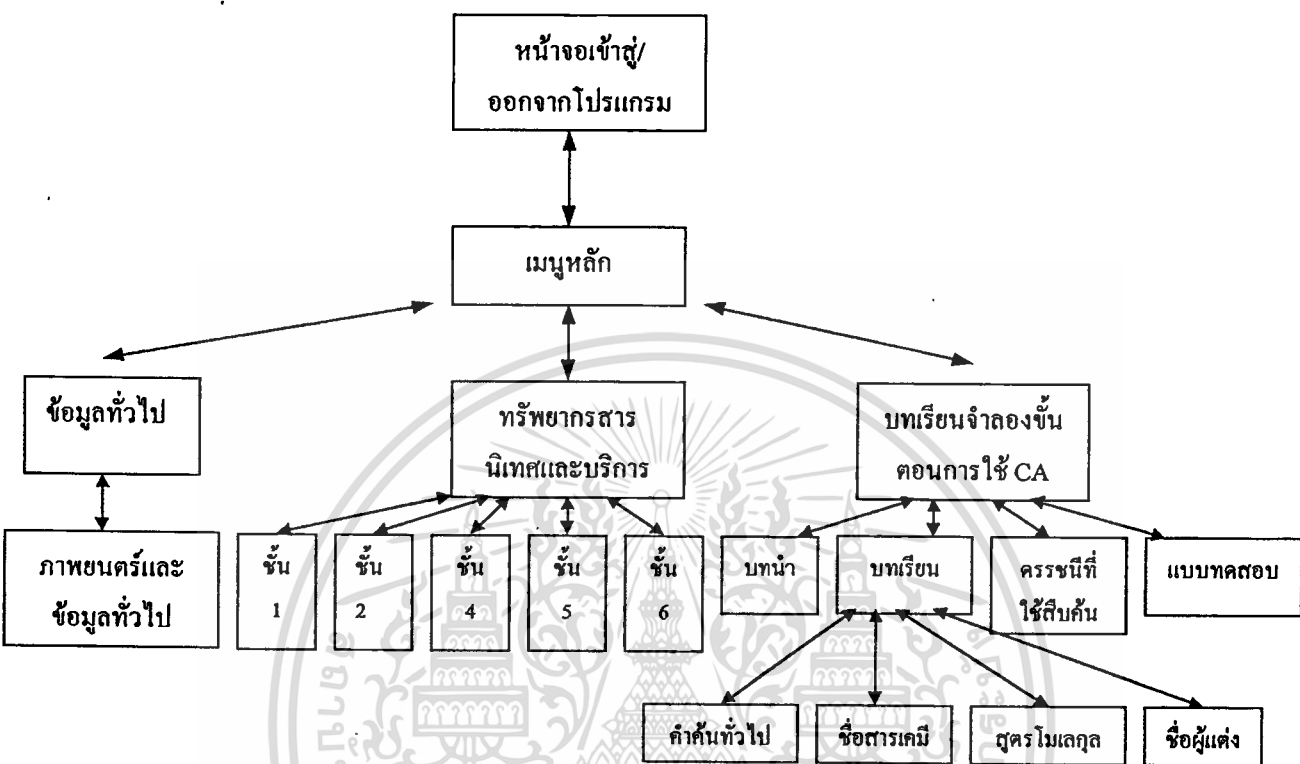 หน้าจอเข้าสู่/
ออกจากโปรแกรม
เมนูหลัก
ข้อมูลทั่วไป
ทรัพยากรสาร
นิเทศและบริการ
บทเรียนจำลองขั้น
ตอนการใช้ CA
ภาพยนตร์และ
ข้อมูลทั่วไป
ชั้น
1
ชั้น
2
ชั้น
4
ชั้น
5
ชั้น
6
บทนำ
บทเรียน
ดรรชนีที่
ใช้สืบค้น
แบบทดสอบ
คำค้นทั่วไป
ชื่อสารเคมี
สูตรโมเลกุล
ชื่อผู้แต่ง